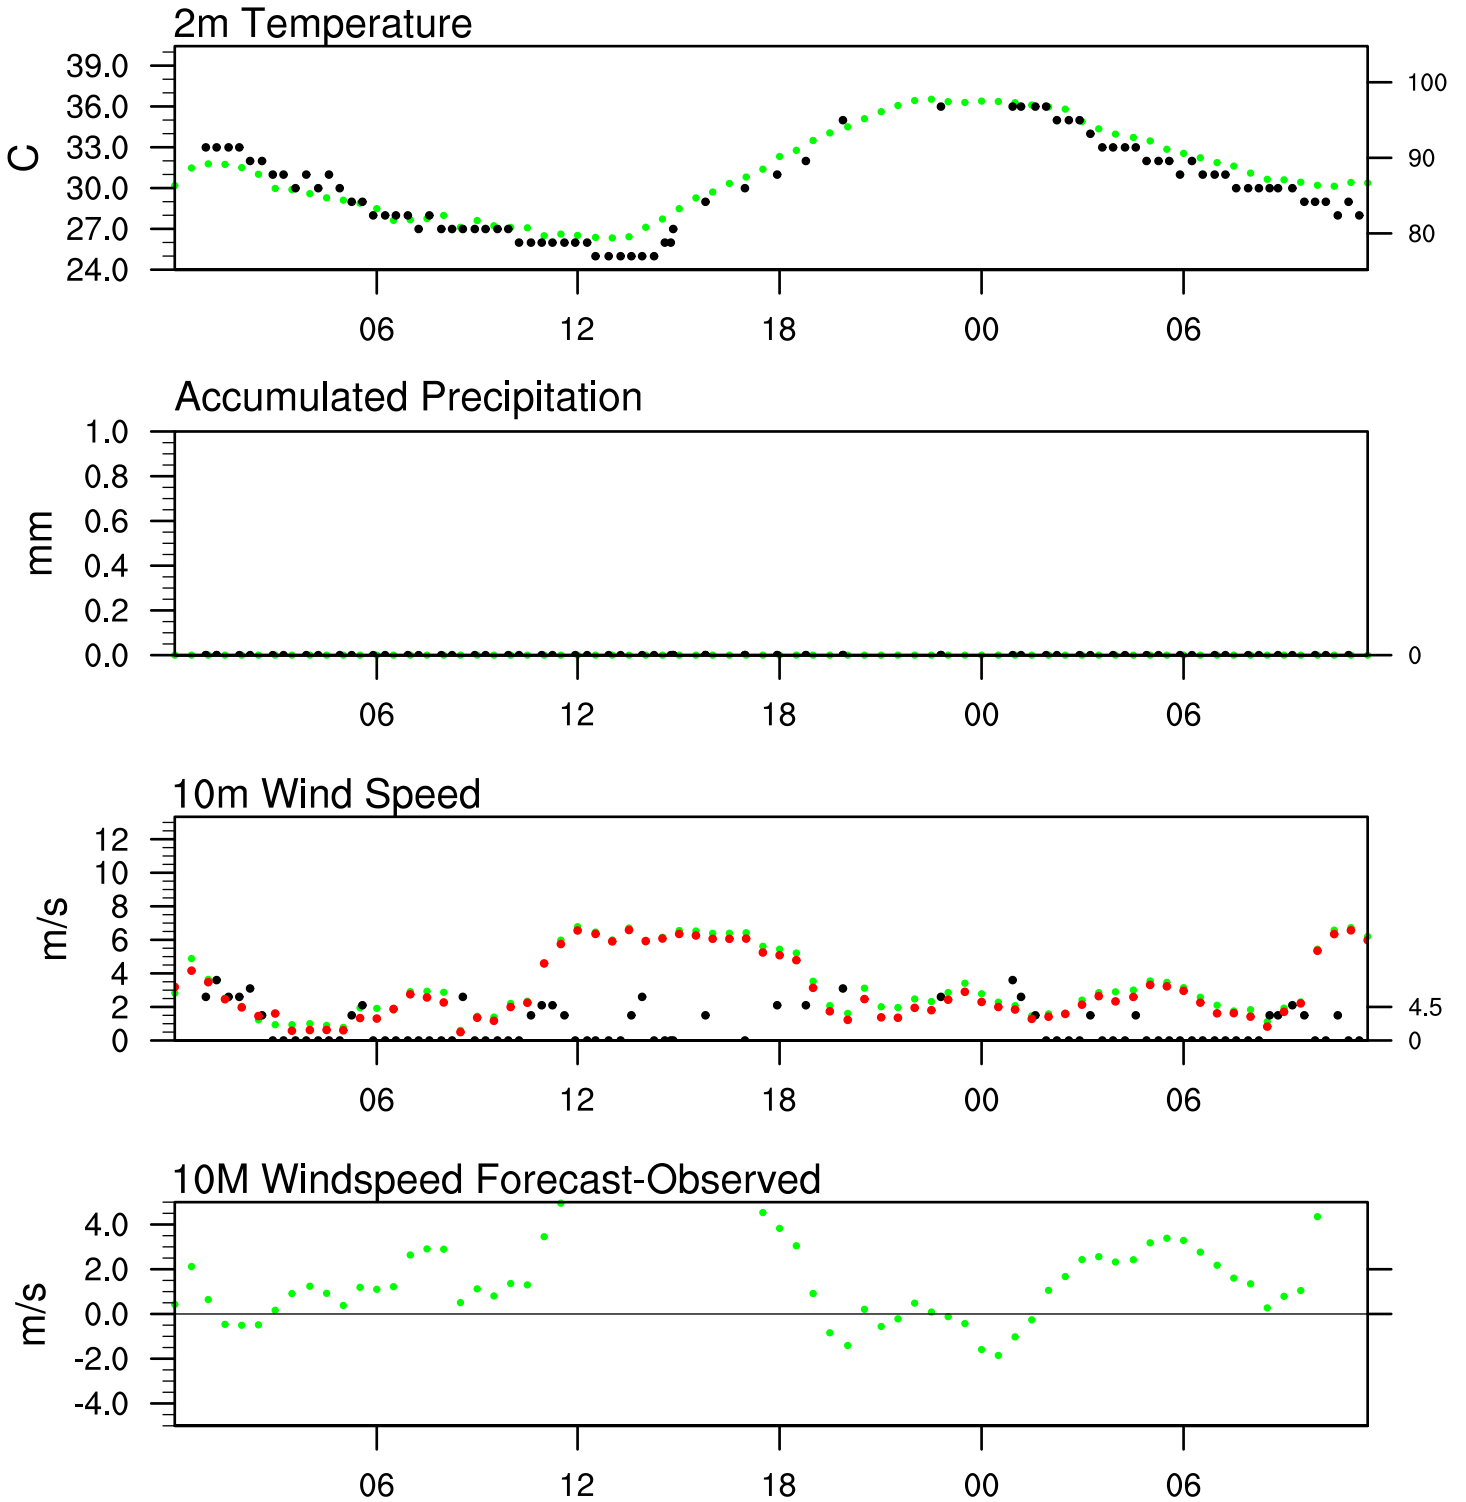 2m Temperature
39.0
36.0
33.0
30.0
27.0
24.0
C
100
90
80
06 12 18 00 06
Accumulated Precipitation
1.0
0.8
0.6
0.4
0.2
0.0
mm
0
06 12 18 00 06
10m Wind Speed
12
10
8
6
4
2
0
m/s
4.5
0
06 12 18 00 06
10M Windspeed Forecast-Observed
4.0
2.0
0.0
-2.0
-4.0
m/s
06 12 18 00 06